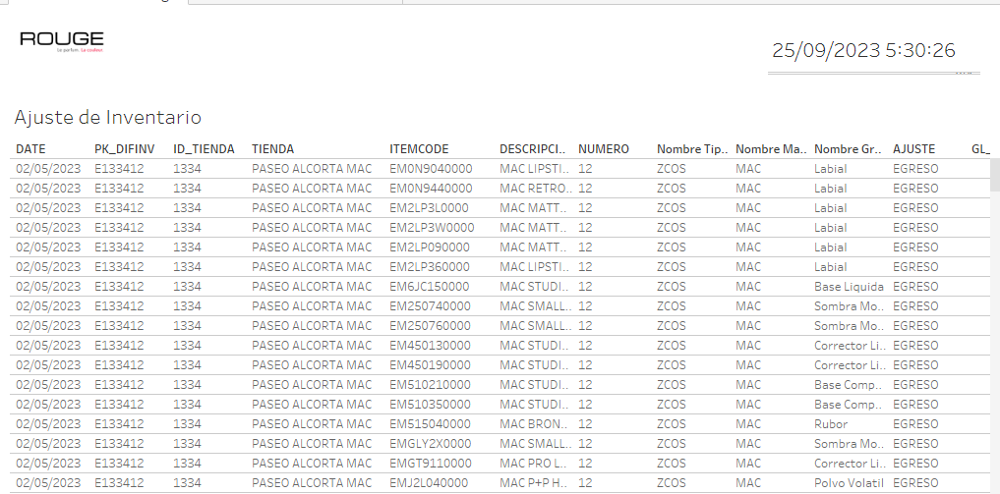 ROUGE
Le parfum. La couleur.
25/09/2023 5:30:26
Ajuste de Inventario
DATE PK_DIFINV ID_TIENDA TIENDA ITEMCODE DESCRIPCI.. NUMERO Nombre Tip.. Nombre Ma.. Nombre Gr.. AJUSTE GL_
02/05/2023 E133412 1334 PASEO ALCORTA MAC EM0N9040000 MAC LIPSTI.. 12 ZCOS MAC Labial EGRESO
02/05/2023 E133412 1334 PASEO ALCORTA MAC EM0N9440000 MAC RETRO.. 12 ZCOS MAC Labial EGRESO
02/05/2023 E133412 1334 PASEO ALCORTA MAC EM2LP3L0000 MAC MATT.. 12 ZCOS MAC Labial EGRESO
02/05/2023 E133412 1334 PASEO ALCORTA MAC EM2LP3W0000 MAC MATT.. 12 ZCOS MAC Labial EGRESO
02/05/2023 E133412 1334 PASEO ALCORTA MAC EM2LP090000 MAC MATT.. 12 ZCOS MAC Labial EGRESO
02/05/2023 E133412 1334 PASEO ALCORTA MAC EM2LP360000 MAC LIPSTI.. 12 ZCOS MAC Labial EGRESO
02/05/2023 E133412 1334 PASEO ALCORTA MAC EM6JC150000 MAC STUDI.. 12 ZCOS MAC Base Liquida EGRESO
02/05/2023 E133412 1334 PASEO ALCORTA MAC EM250740000 MAC SMALL.. 12 ZCOS MAC Sombra Mo.. EGRESO
02/05/2023 E133412 1334 PASEO ALCORTA MAC EM250760000 MAC SMALL.. 12 ZCOS MAC Sombra Mo.. EGRESO
02/05/2023 E133412 1334 PASEO ALCORTA MAC EM450130000 MAC STUDI.. 12 ZCOS MAC Corrector Li.. EGRESO
02/05/2023 E133412 1334 PASEO ALCORTA MAC EM450190000 MAC STUDI.. 12 ZCOS MAC Corrector Li.. EGRESO
02/05/2023 E133412 1334 PASEO ALCORTA MAC EM510210000 MAC STUDI.. 12 ZCOS MAC Base Comp.. EGRESO
02/05/2023 E133412 1334 PASEO ALCORTA MAC EM510350000 MAC STUDI.. 12 ZCOS MAC Base Comp.. EGRESO
02/05/2023 E133412 1334 PASEO ALCORTA MAC EM515040000 MAC BRON.. 12 ZCOS MAC Rubor EGRESO
02/05/2023 E133412 1334 PASEO ALCORTA MAC EMGLY2X0000 MAC SMALL.. 12 ZCOS MAC Sombra Mo.. EGRESO
02/05/2023 E133412 1334 PASEO ALCORTA MAC EMGT9110000 MAC PRO L.. 12 ZCOS MAC Corrector Li.. EGRESO
02/05/2023 E133412 1334 PASEO ALCORTA MAC EMJ2L040000 MAC P+P H.. 12 ZCOS MAC Polvo Volatil EGRESO